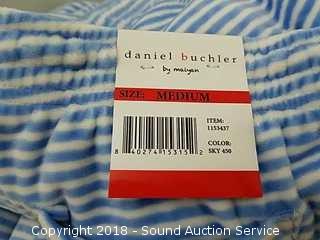 daniel buchler
by malyan
SIZE: MEDIUM
ITEM:
1153437
COLOR:
SKY 450
8 40274 15315 2
Copyright 2018 - Sound Auction Service